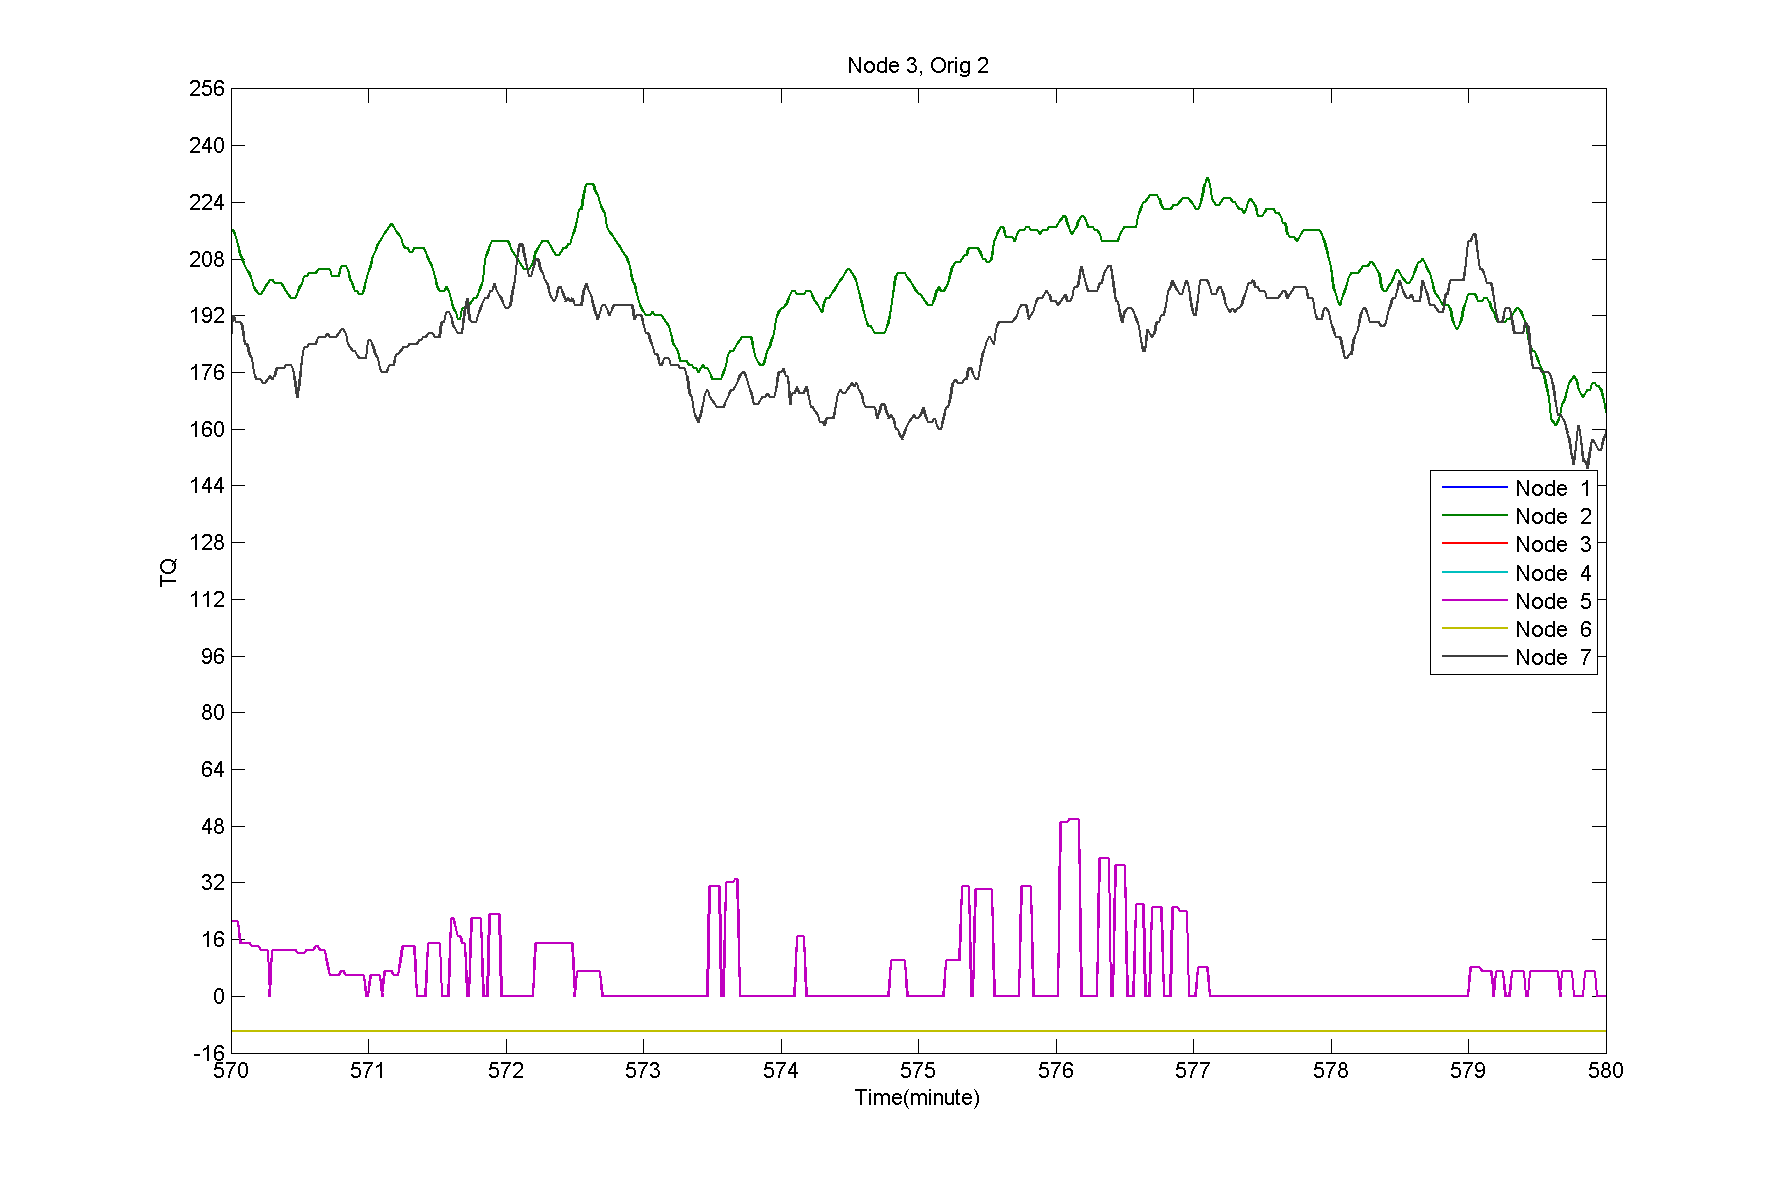 Node 3, Orig 2
256
240
224
208
192
176
160
144
128
112
96
80
64
48
32
16
0
-16
TQ
Node 1
Node 2
Node 3
Node 4
Node 5
Node 6
Node 7
570 571 572 573 574 575 576 577 578 579 580
Time(minute)